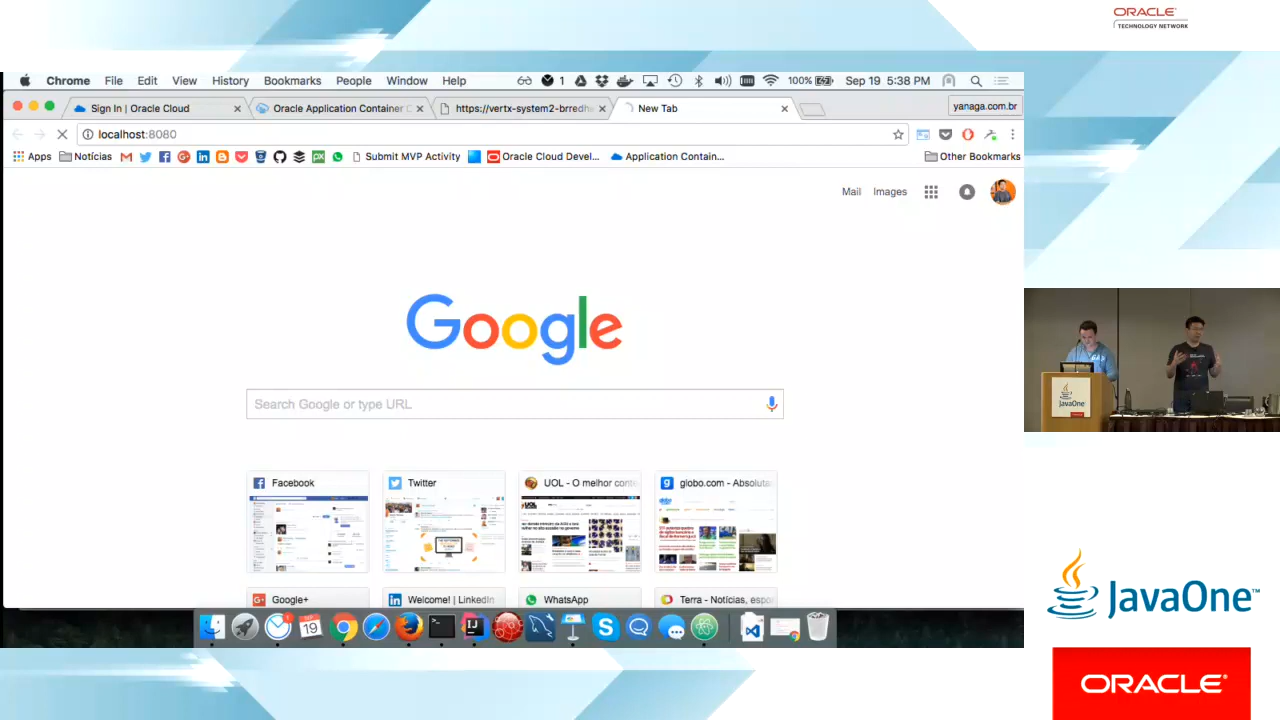 ORACLE
TECHNOLOGY NETWORK
Chrome File Edit View History Bookmarks People Window Help 1 100% Sep 19 5:38 PM
Sign In | Oracle Cloud
Oracle Application Container C
https://vertx-system2-brredh
New Tab
yanaga.com.br
localhost:8080
Apps Notícias Submit MVP Activity Oracle Cloud Devel... Application Contain... Other Bookmarks
Mail Images
Google
Search Google or type URL
Facebook Twitter UOL - O melhor conte globo.com - Absoluta
Google+ Welcome! | LinkedIn WhatsApp Terra - Notícias, espo
19
JavaOne
JavaOne™
ORACLE®